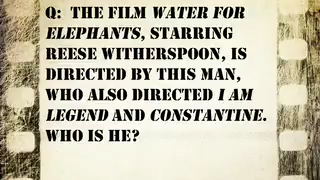 Q: THE FILM WATER FOR
ELEPHANTS, STARRING
REESE WITHERSPOON, IS
DIRECTED BY THIS MAN,
WHO ALSO DIRECTED I AM
LEGEND AND CONSTANTINE.
WHO IS HE?